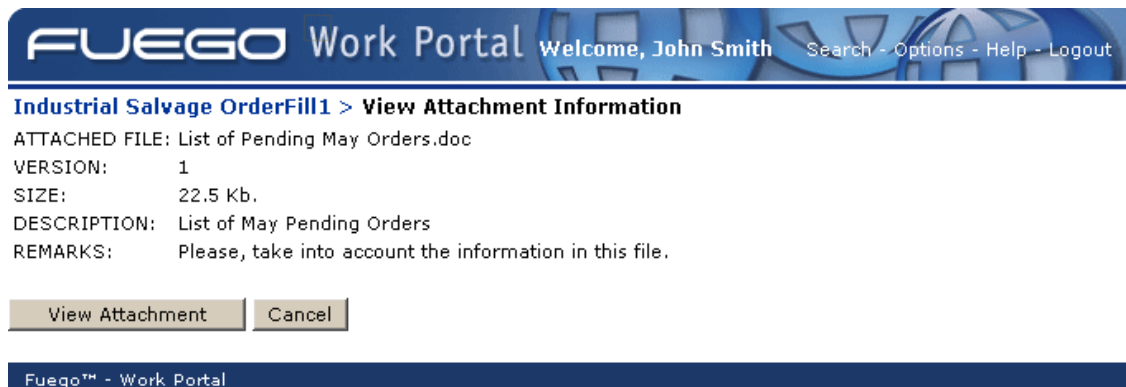 FUEGO Work Portal Welcome, John Smith Search - Options - Help - Logout
Industrial Salvage OrderFill1 > View Attachment Information
ATTACHED FILE: List of Pending May Orders.doc
VERSION: 1
SIZE: 22.5 Kb.
DESCRIPTION: List of May Pending Orders
REMARKS: Please, take into account the information in this file.
View Attachment Cancel
Fuego™ - Work Portal